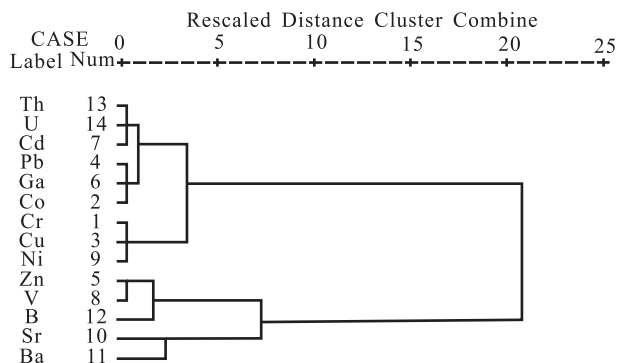 Rescaled Distance Cluster Combine
CASE 0 5 10 15 20 25
Label Num
Th 13
U 14
Cd 7
Pb 4
Ga 6
Co 2
Cr 1
Cu 3
Ni 9
Zn 5
V 8
B 12
Sr 10
Ba 11